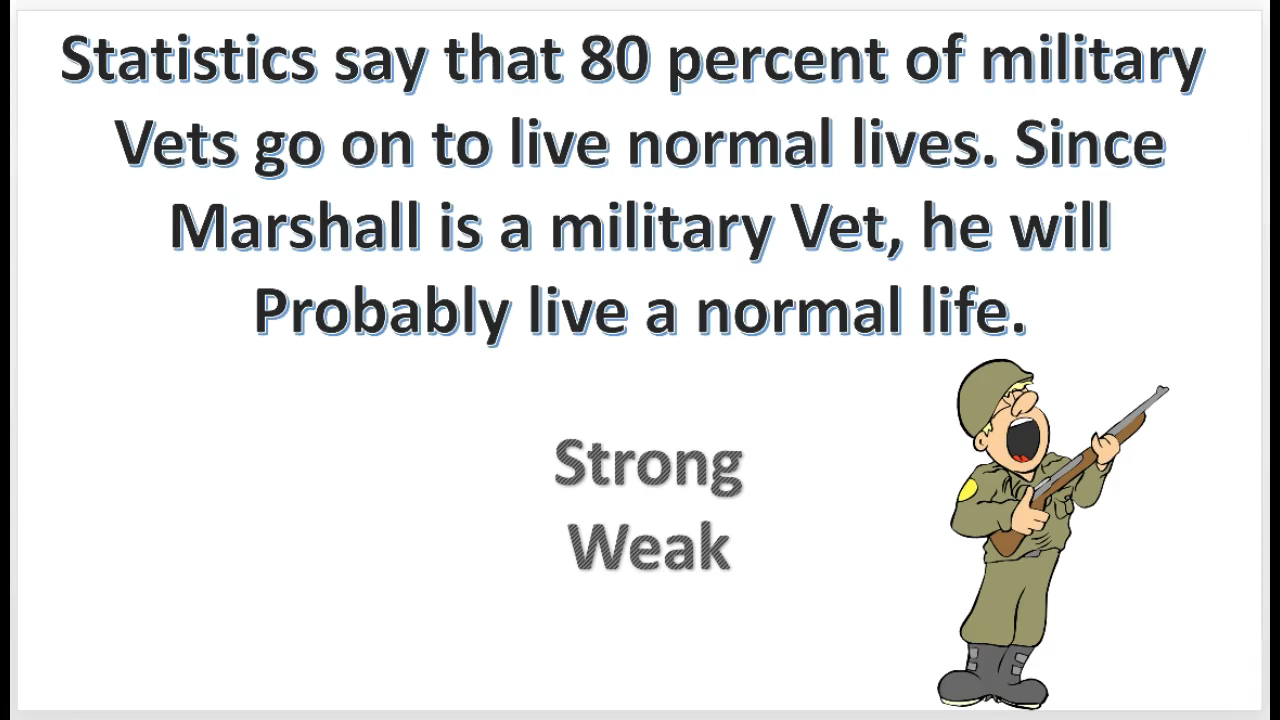 Statistics say that 80 percent of military
Vets go on to live normal lives. Since
Marshall is a military Vet, he will
Probably live a normal life.
Strong
Weak